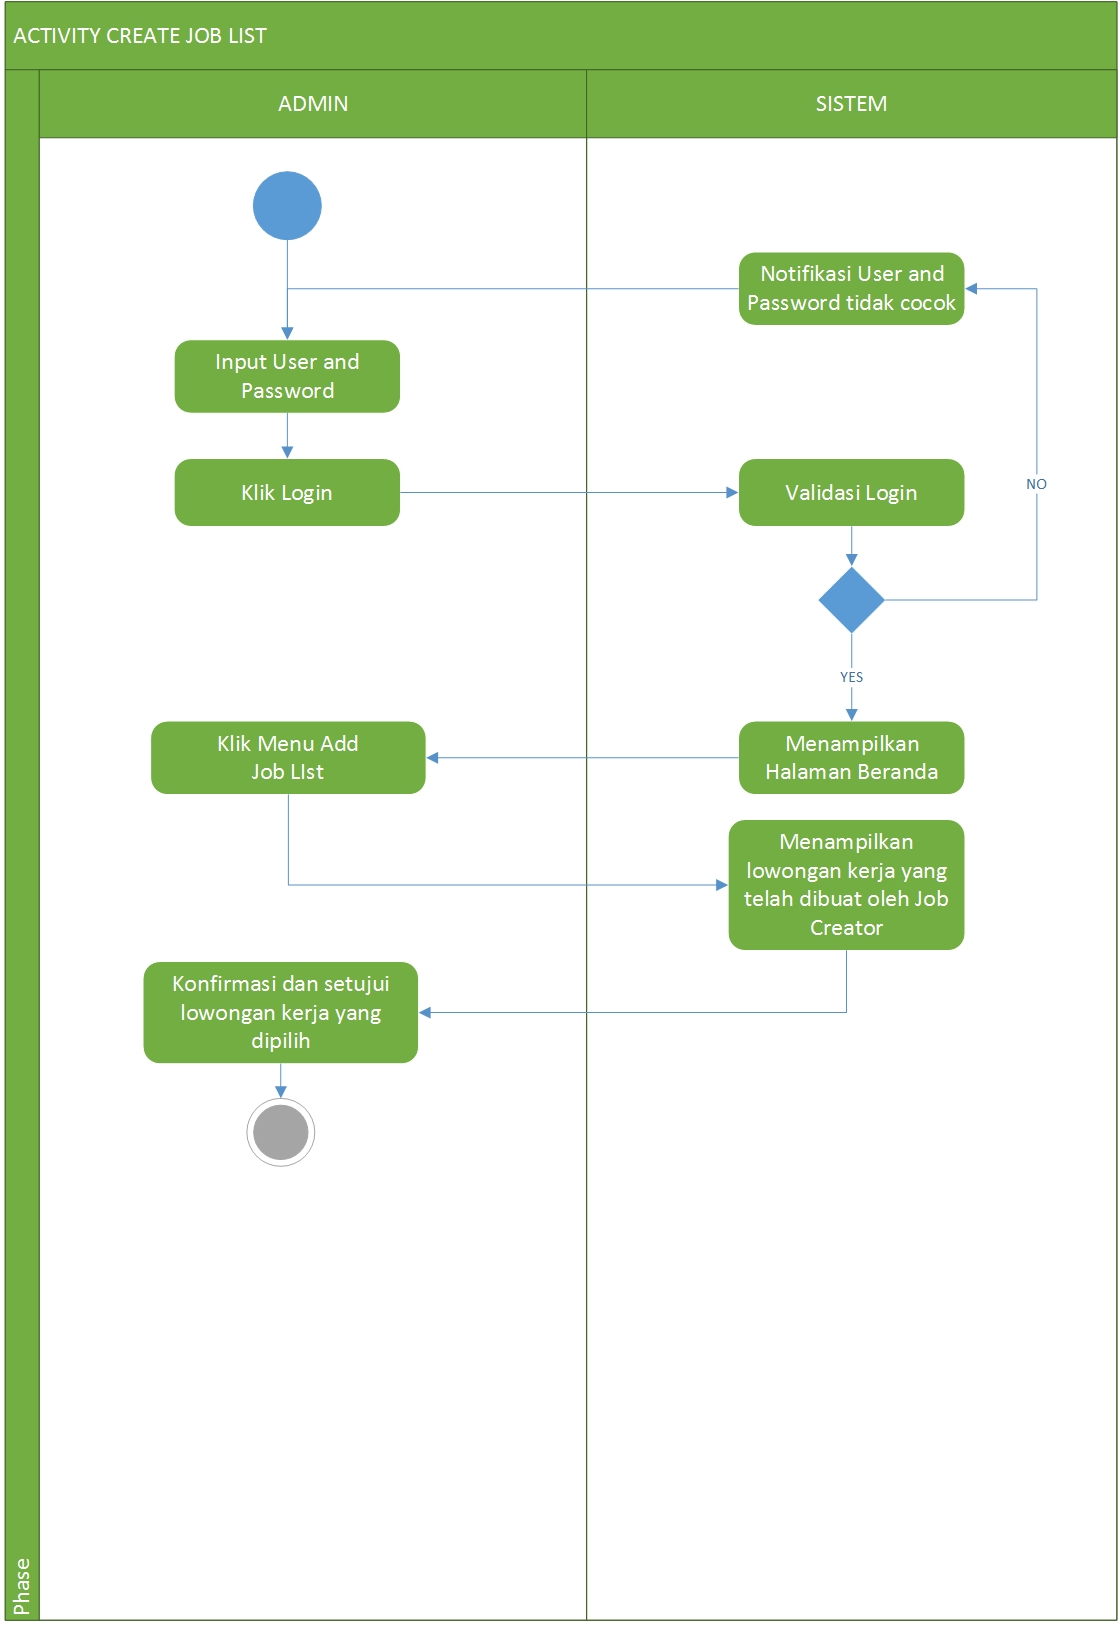 ACTIVITY CREATE JOB LIST
ADMIN
SISTEM
Notifikasi User and
Password tidak cocok
Input User and
Password
Klik Login
Validasi Login
NO
YES
Klik Menu Add
Job LIst
Menampilkan
Halaman Beranda
Menampilkan
lowongan kerja yang
telah dibuat oleh Job
Creator
Konfirmasi dan setujui
lowongan kerja yang
dipilih
Phase